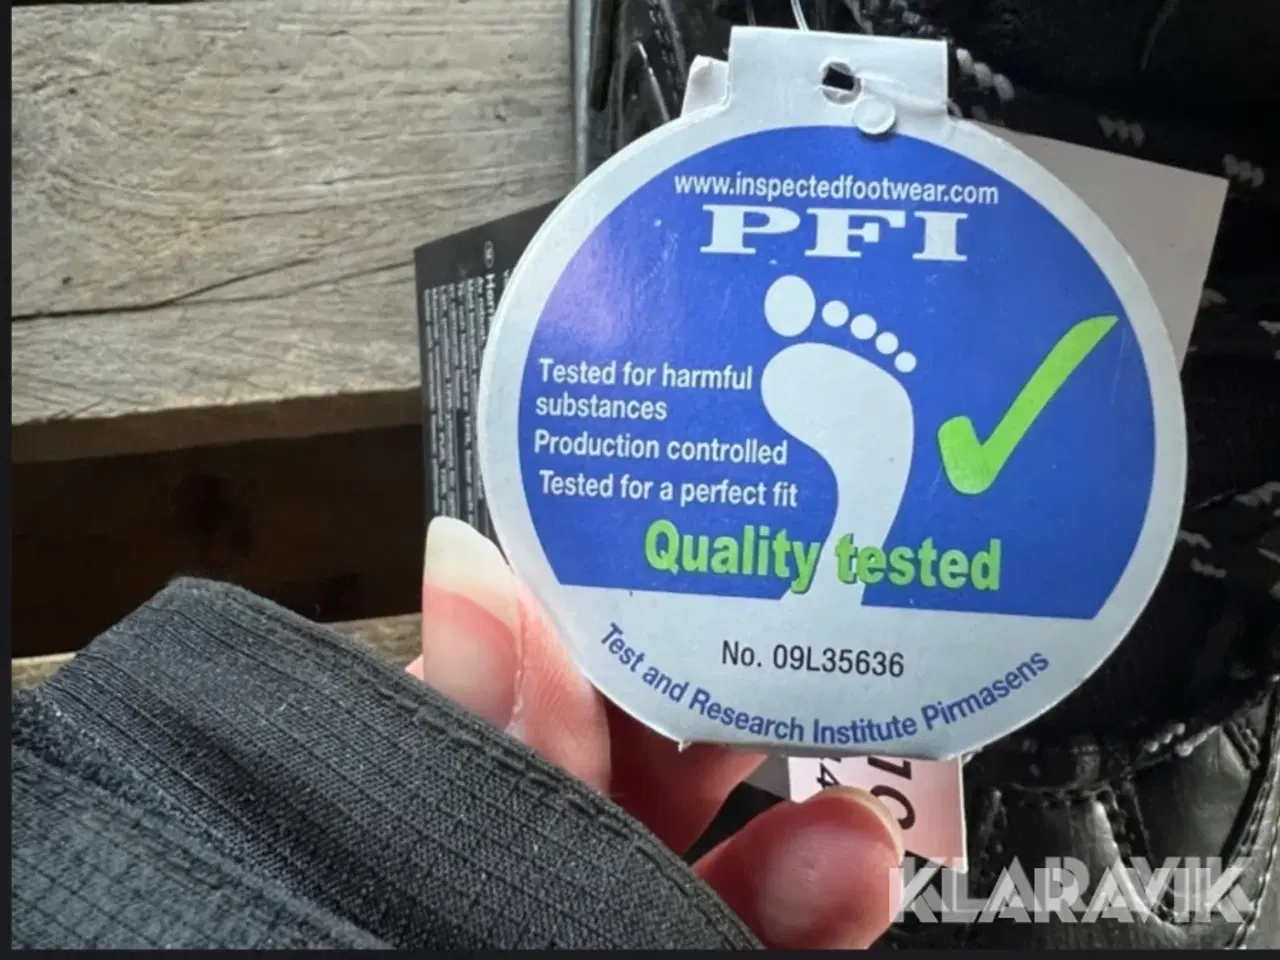 www.inspectedfootwear.com
PFI
Tested for harmful
substances
Production controlled
Tested for a perfect fit
Quality tested
No. 09L35636
Test and Research Institute Pirmasens
KLARAVIK